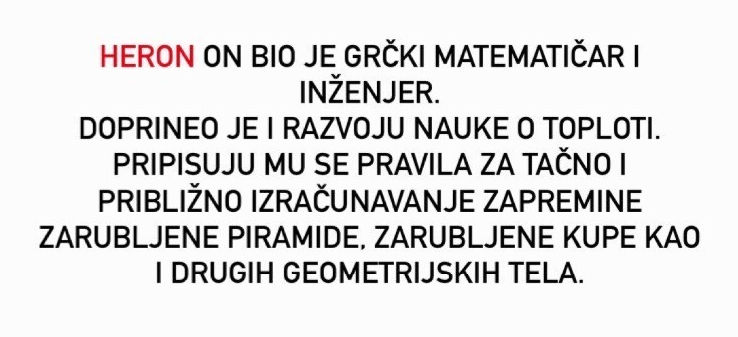 HERON ON BIO JE GRČKI MATEMATIČAR I
INŽENJER.
DOPRINEO JE I RAZVOJU NAUKE O TOPLOTI.
PRIPISUJU MU SE PRAVILA ZA TAČNO I
PRIBLIŽNO IZRAČUNAVANJE ZAPREMINE
ZARUBLJENE PIRAMIDE, ZARUBLJENE KUPE KAO
I DRUGIH GEOMETRIJSKIH TELA.